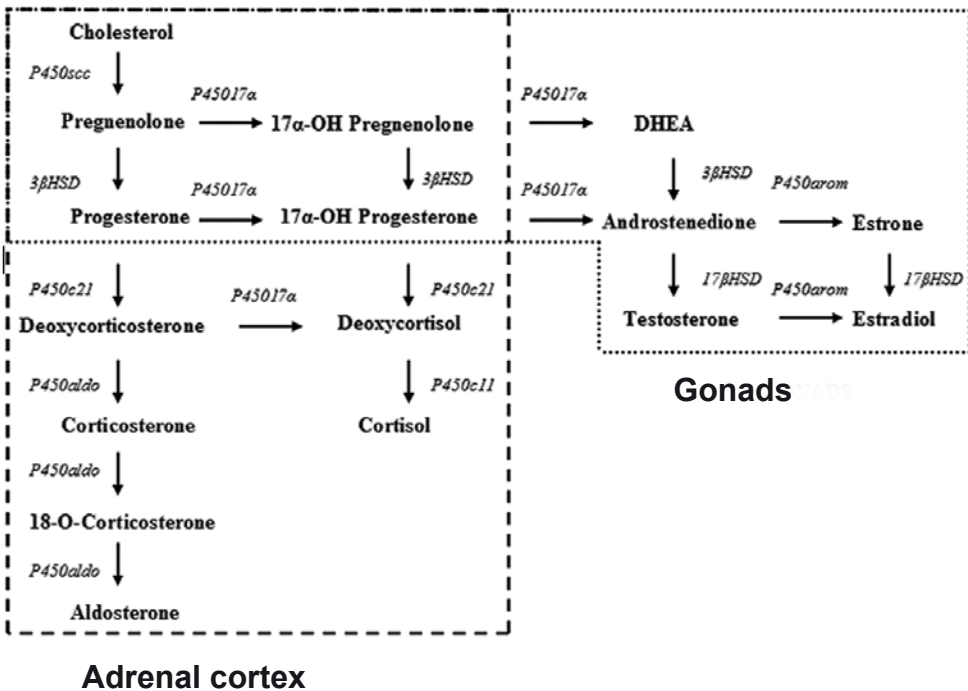 Cholesterol
P450scc
P45017α P45017α
Pregnenolone 17α-OH Pregnenolone DHEA
3βHSD 3βHSD 3βHSD
P45017α P45017α P450arom
Progesterone 17α-OH Progesterone Androstenedione Estrone
P450c21 P45017α P450c21 17βHSD P450arom 17βHSD
Deoxycorticosterone Deoxycortisol Testosterone Estradiol
P450aldo P450c11
Gonads
Corticosterone Cortisol
P450aldo
18-O-Corticosterone
P450aldo
Aldosterone
Adrenal cortex